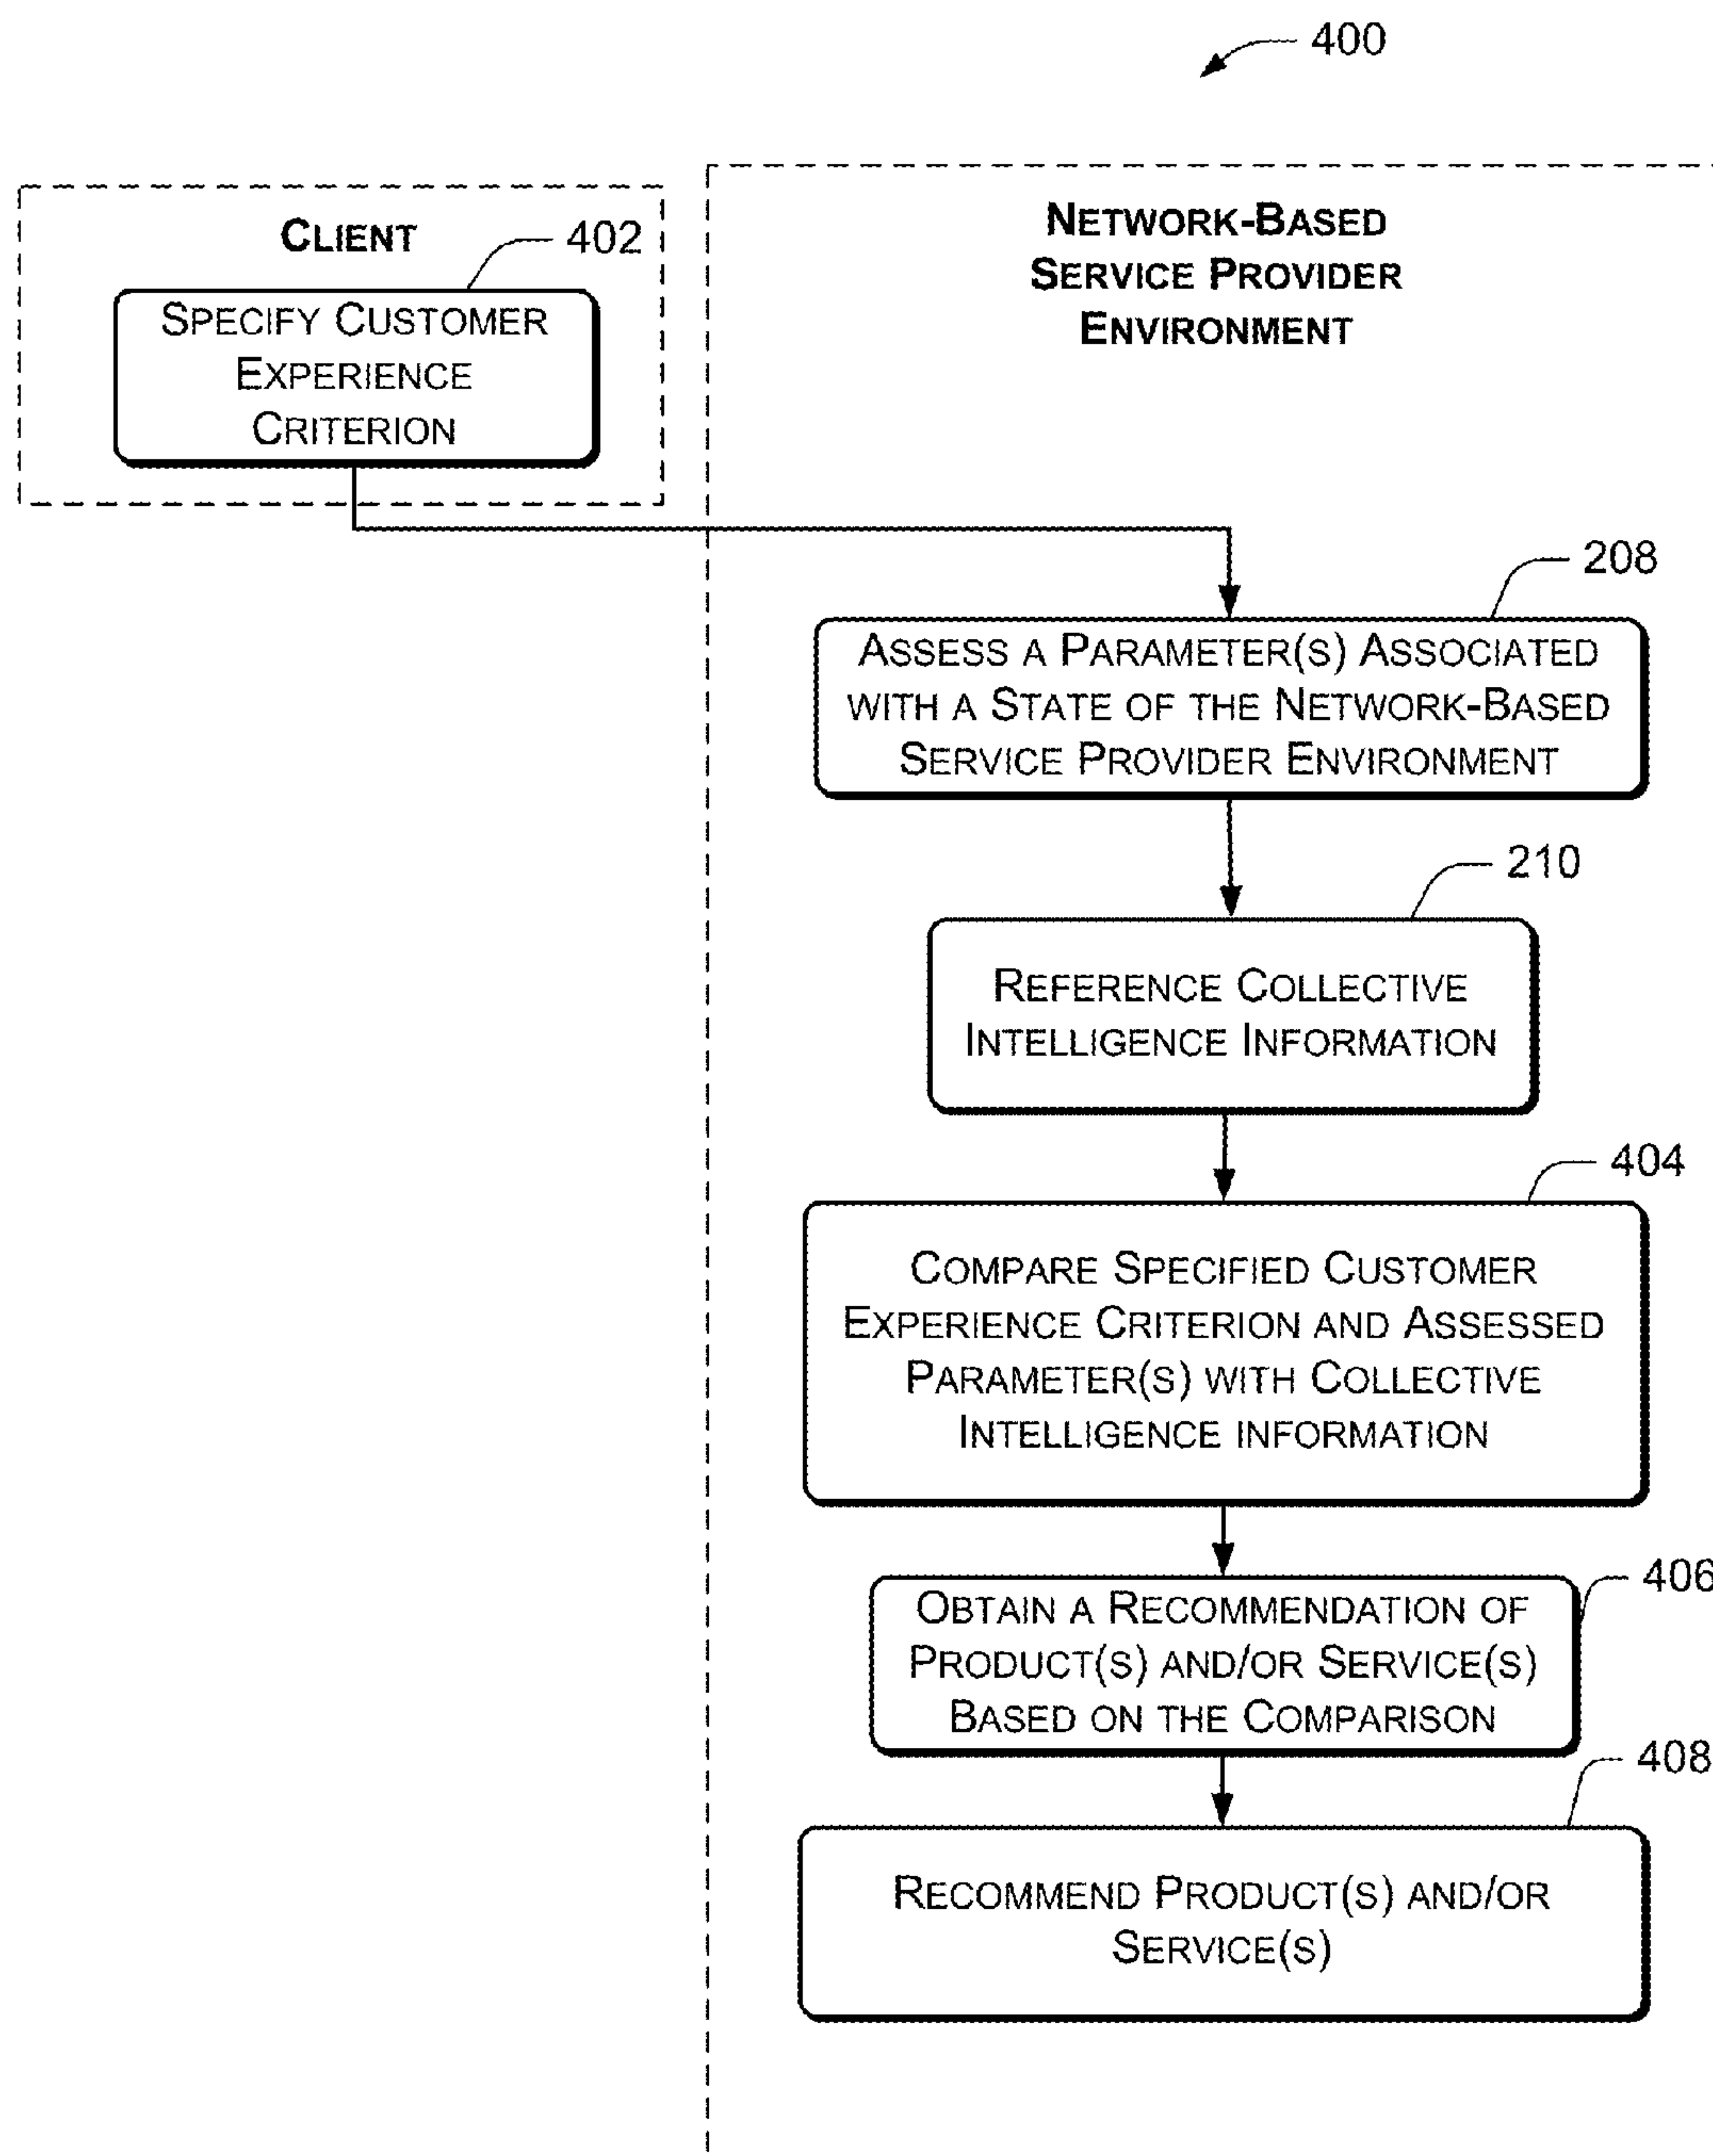 400
CLIENT
402
SPECIFY CUSTOMER
EXPERIENCE
CRITERION
NETWORK-BASED
SERVICE PROVIDER
ENVIRONMENT
208
ASSESS A PARAMETER(S) ASSOCIATED
WITH A STATE OF THE NETWORK-BASED
SERVICE PROVIDER ENVIRONMENT
210
REFERENCE COLLECTIVE
INTELLIGENCE INFORMATION
404
COMPARE SPECIFIED CUSTOMER
EXPERIENCE CRITERION AND ASSESSED
PARAMETER(S) WITH COLLECTIVE
INTELLIGENCE INFORMATION
406
OBTAIN A RECOMMENDATION OF
PRODUCT(S) AND/OR SERVICE(S)
BASED ON THE COMPARISON
408
RECOMMEND PRODUCT(S) AND/OR
SERVICE(S)